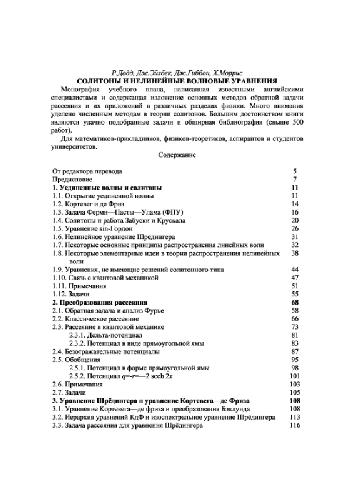 Р.Додд, Дж.Эйлбек, Дж.Гиббон, Х.Моррис
СОЛИТОНЫ И НЕЛИНЕЙНЫЕ ВОЛНОВЫЕ УРАВНЕНИЯ
Монография учебного плана, написанная известными английскими
специалистами и содержащая изложение основных методов обратной задачи
рассеяния и их приложений в различных разделах физики. Много внимания
уделено численным методам в теории солитонов. Большим достоинством книги
являются удачно подобранные задачи и обширная библиография (свыше 500
работ).
Для математиков-прикладников, физиков-теоретиков, аспирантов и студентов
университетов.
Содержание
От редактора перевода 5
Предисловие 7
1. Уединенные волны и солитоны 11
1.1. Открытие уединенной волны 11
1.2. Кортевег и де Фриз 14
1.3. Задача Ферми—Пасты—Улама (ФПУ) 16
1.4. Солитоны и работа Забуски и Крускала 20
1.5. Уравнение sin-Гордон 26
1.6. Нелинейное уравнение Шредингера 31
1.7. Некоторые основные принципы распространения линейных волн 32
1.8. Некоторые элементарные идеи в теории распространения нелинейных 38
волн
1.9. Уравнения, не имеющие решений солитонного типа 44
1.10. Связь с квантовой механикой 47
1.11. Примечания 51
1.12. Задачи 55
2. Преобразования рассеяния 68
2.1. Обратная задача и анализ Фурье 58
2.2. Классическое рассеяние 66
2.3. Рассеяние в квантовой механике 73
2.3.1. Дельта-потенциал 81
2.3.2. Потенциал в виде прямоугольной ямы 83
2.4. Безотражательные потенциалы 87
2.5. Обобщения 95
2.5.1. Потенциал в форме прямоугольной ямы 98
2.5.2. Потенциал q=-r=—2 sech 2x 101
2.6. Примечания 103
2.7. Задачи 105
3. Уравнение Шрёдингера и уравнение Кортевега—де Фриза 108
3.1. Уравнение Кортевега—де фриза и преобразования Бэклунда 108
3.2. Иерархия уравнений КдФ и изоспектральное уравнение Шрёдингера 113
3.3. Задача рассеяния для уравнения Шрёдингера 116